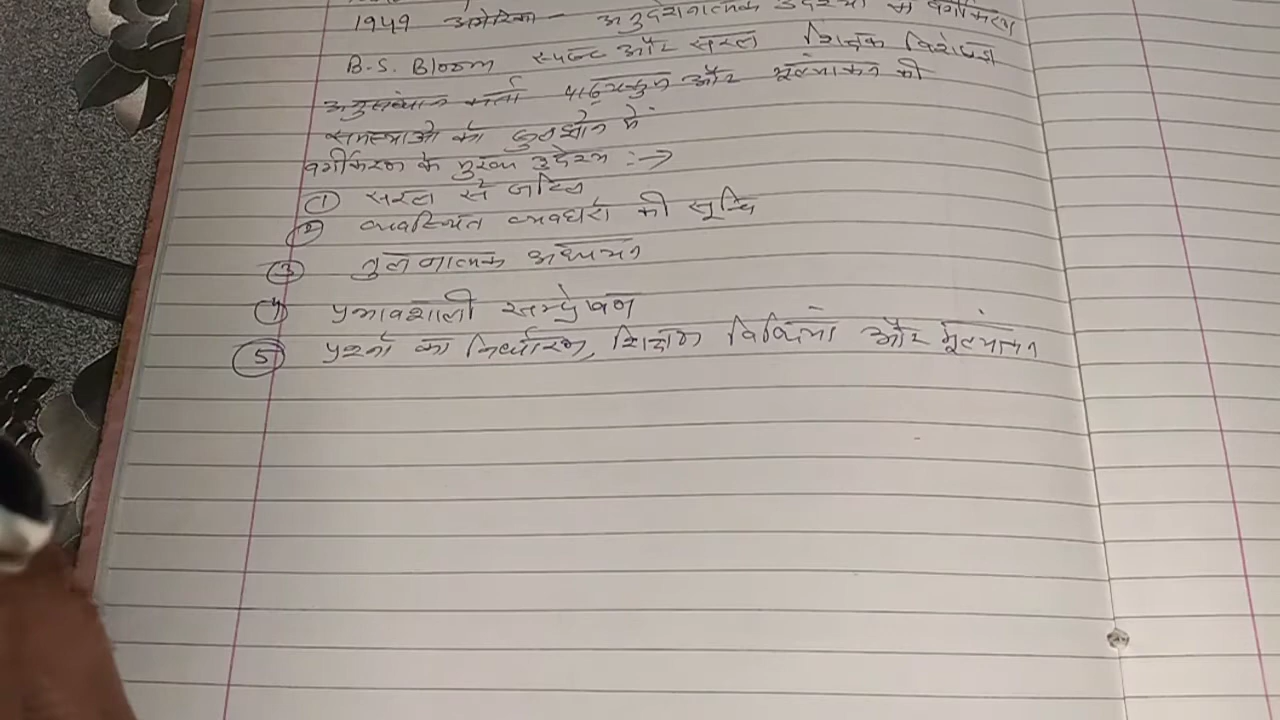 1949 अमेरिका — अनुदेशनात्मक उद्देश्यों का वर्गीकरण
B.S. Bloom स्पष्ट और सरल शिक्षक विशेषज्ञ
अनुसंधान कर्ता पाठ्यक्रम और मूल्यांकन की
समस्याओं को सुलझाने में
वर्गीकरण के मुख्य उद्देश्य :→
① सरल से जटिल
② व्यवस्थित व्यवहारों की सूचि
③ तुलनात्मक अध्ययन
④ प्रभावशाली सम्प्रेषण
⑤ प्रश्नों का निर्धारण, शिक्षण विधियां और मूल्यांकन